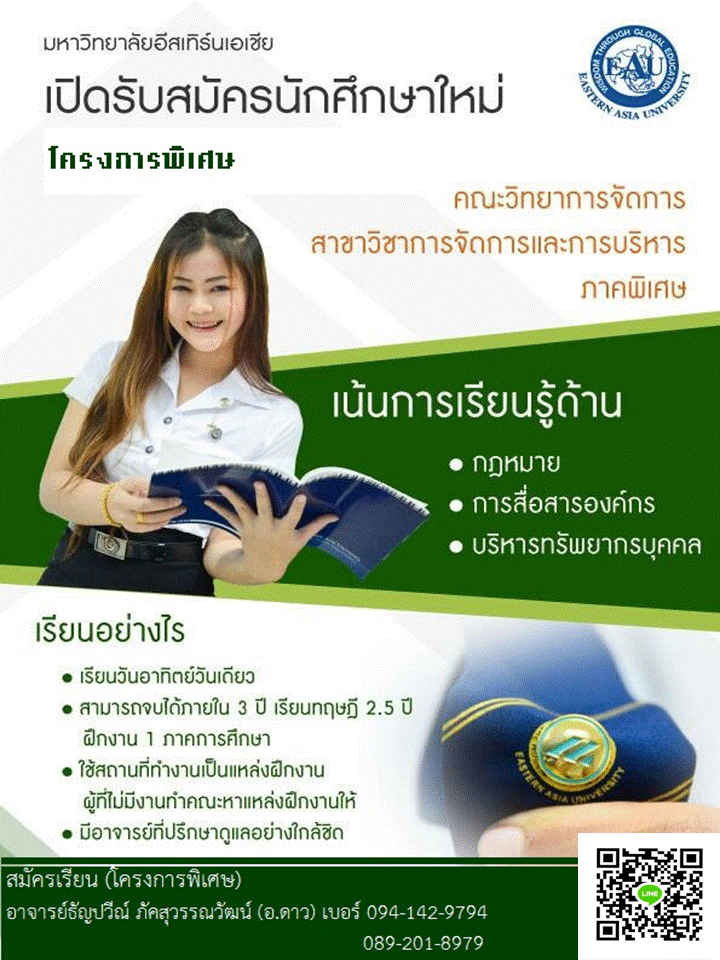 มหาวิทยาลัยอีสเทิร์นเอเชีย
เปิดรับสมัครนักศึกษาใหม่
โครงการพิเศษ
WISDOM THROUGH GLOBAL EDUCATION
EAU
EASTERN ASIA UNIVERSITY
คณะวิทยาการจัดการ
สาขาวิชาการจัดการและการบริหาร
ภาคพิเศษ
เน้นการเรียนรู้ด้าน
● กฎหมาย
● การสื่อสารองค์กร
● บริหารทรัพยากรบุคคล
เรียนอย่างไร
● เรียนวันอาทิตย์วันเดียว
● สามารถจบได้ภายใน 3 ปี เรียนทฤษฎี 2.5 ปี
ฝึกงาน 1 ภาคการศึกษา
● ใช้สถานที่ทำงานเป็นแหล่งฝึกงาน
ผู้ที่ไม่มีงานทำคณะหาแหล่งฝึกงานให้
● มีอาจารย์ที่ปรึกษาดูแลอย่างใกล้ชิด
EASTERN ASIA UNIVERSITY
สมัครเรียน (โครงการพิเศษ)
อาจารย์ธัญปวีณ์ ภัคสุวรรณวัฒน์ (อ.ดาว) เบอร์ 094-142-9794
089-201-8979
LINE